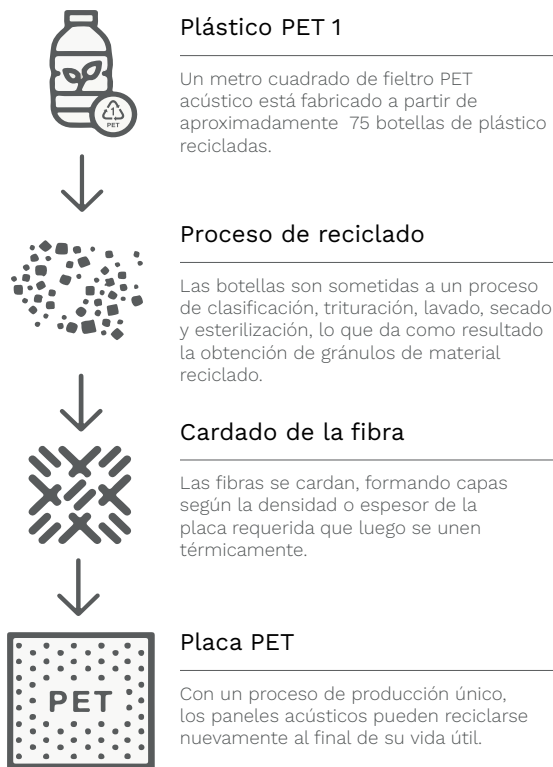 Plástico PET 1
Un metro cuadrado de fieltro PET
acústico está fabricado a partir de
aproximadamente  75 botellas de plástico
recicladas.
1
PET
Proceso de reciclado
Las botellas son sometidas a un proceso
de clasificación, trituración, lavado, secado
y esterilización, lo que da como resultado
la obtención de gránulos de material
reciclado.
Cardado de la fibra
Las fibras se cardan, formando capas
según la densidad o espesor de la
placa requerida que luego se unen
térmicamente.
Placa PET
Con un proceso de producción único,
los paneles acústicos pueden reciclarse
nuevamente al final de su vida útil.
PET